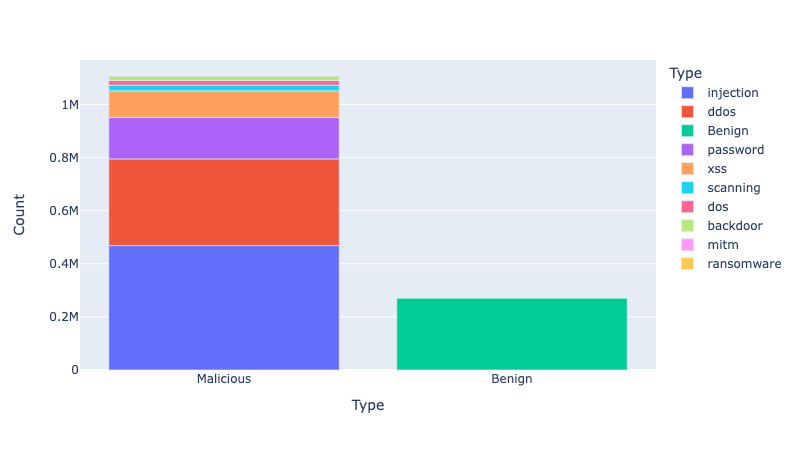 1M
0.8M
0.6M
0.4M
0.2M
0
Count
Malicious
Benign
Type
Type
injection
ddos
Benign
password
xss
scanning
dos
backdoor
mitm
ransomware